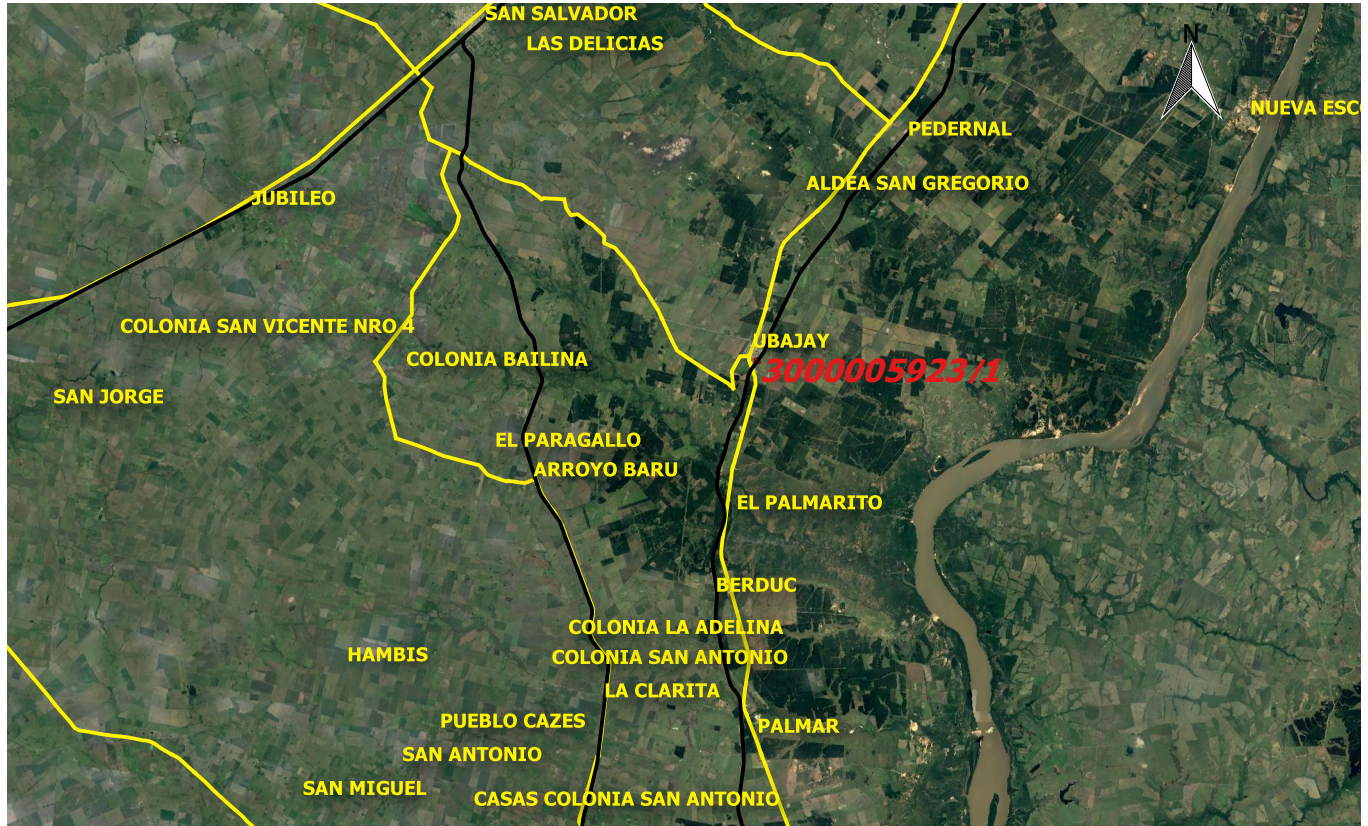 SAN SALVADOR
LAS DELICIAS
N
NUEVA ESCO
PEDERNAL
ALDEA SAN GREGORIO
JUBILEO
COLONIA SAN VICENTE NRO 4
UBAJAY
COLONIA BAILINA
3000005923/1
SAN JORGE
EL PARAGALLO
ARROYO BARU
EL PALMARITO
BERDUC
COLONIA LA ADELINA
HAMBIS
COLONIA SAN ANTONIO
LA CLARITA
PUEBLO CAZES
PALMAR
SAN ANTONIO
SAN MIGUEL
CASAS COLONIA SAN ANTONIO